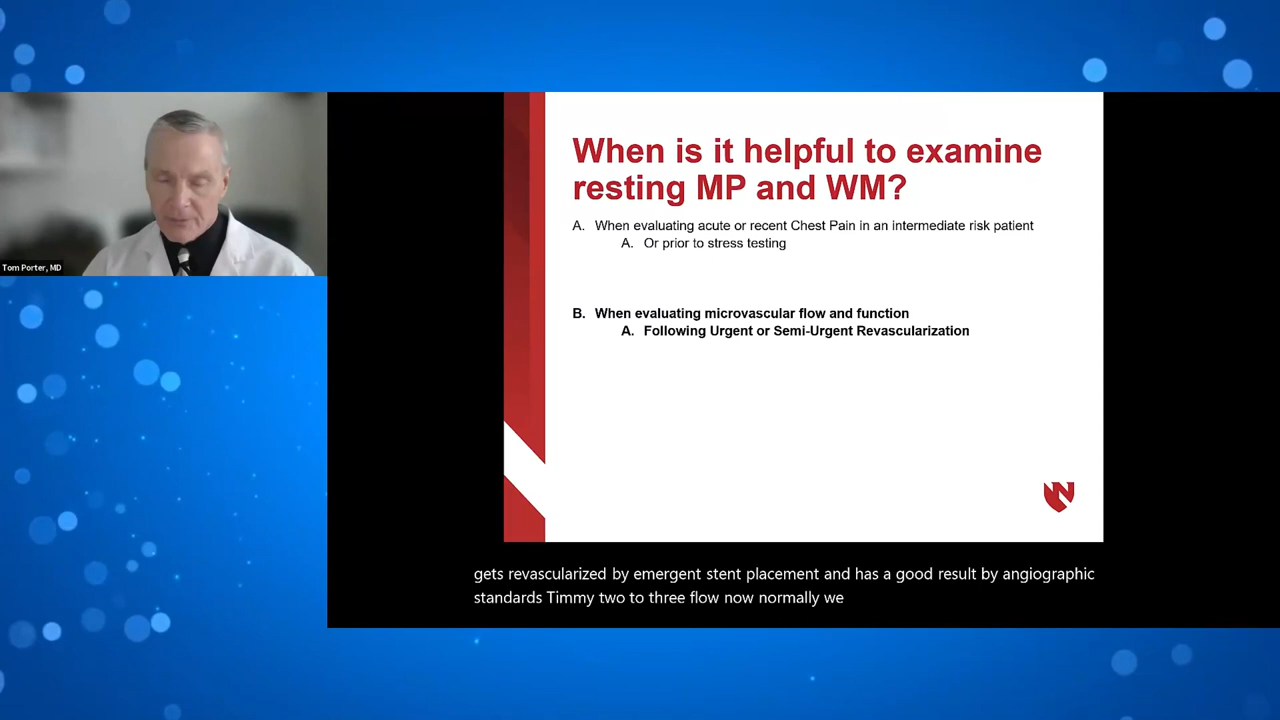 Tom Porter, MD
When is it helpful to examine
resting MP and WM?
A. When evaluating acute or recent Chest Pain in an intermediate risk patient
A. Or prior to stress testing
B. When evaluating microvascular flow and function
A. Following Urgent or Semi-Urgent Revascularization
gets revascularized by emergent stent placement and has a good result by angiographic
standards Timmy two to three flow now normally we